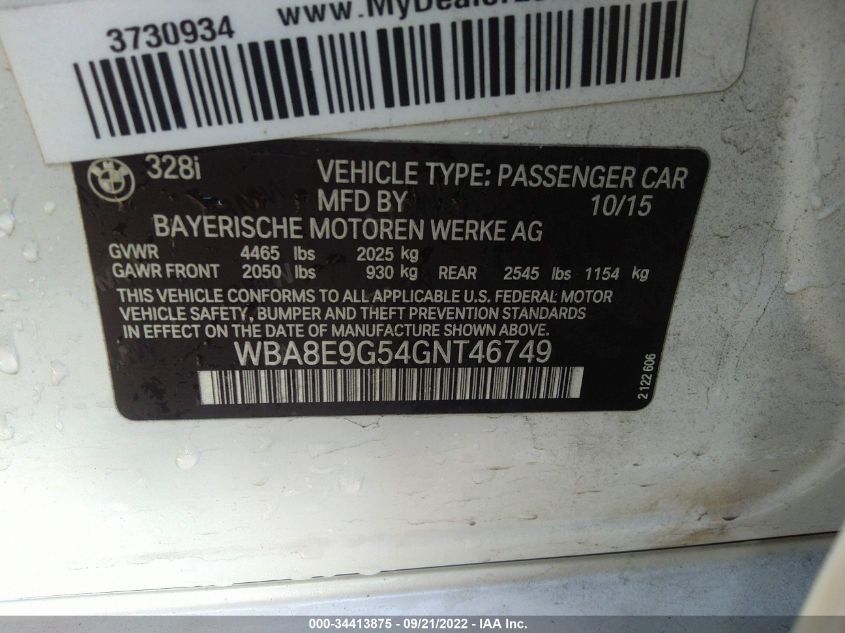 3730934
328i
VEHICLE TYPE: PASSENGER CAR
MFD BY 10/15
BAYERISCHE MOTOREN WERKE AG
GVWR 4465 lbs 2025 kg
GAWR FRONT 2050 lbs 930 kg REAR 2545 lbs 1154 kg
THIS VEHICLE CONFORMS TO ALL APPLICABLE U.S. FEDERAL MOTOR
VEHICLE SAFETY, BUMPER AND THEFT PREVENTION STANDARDS
IN EFFECT ON THE DATE OF MANUFACTURE SHOWN ABOVE.
WBA8E9G54GNT46749
2 122 606
000-34413875 - 09/21/2022 - IAA Inc.